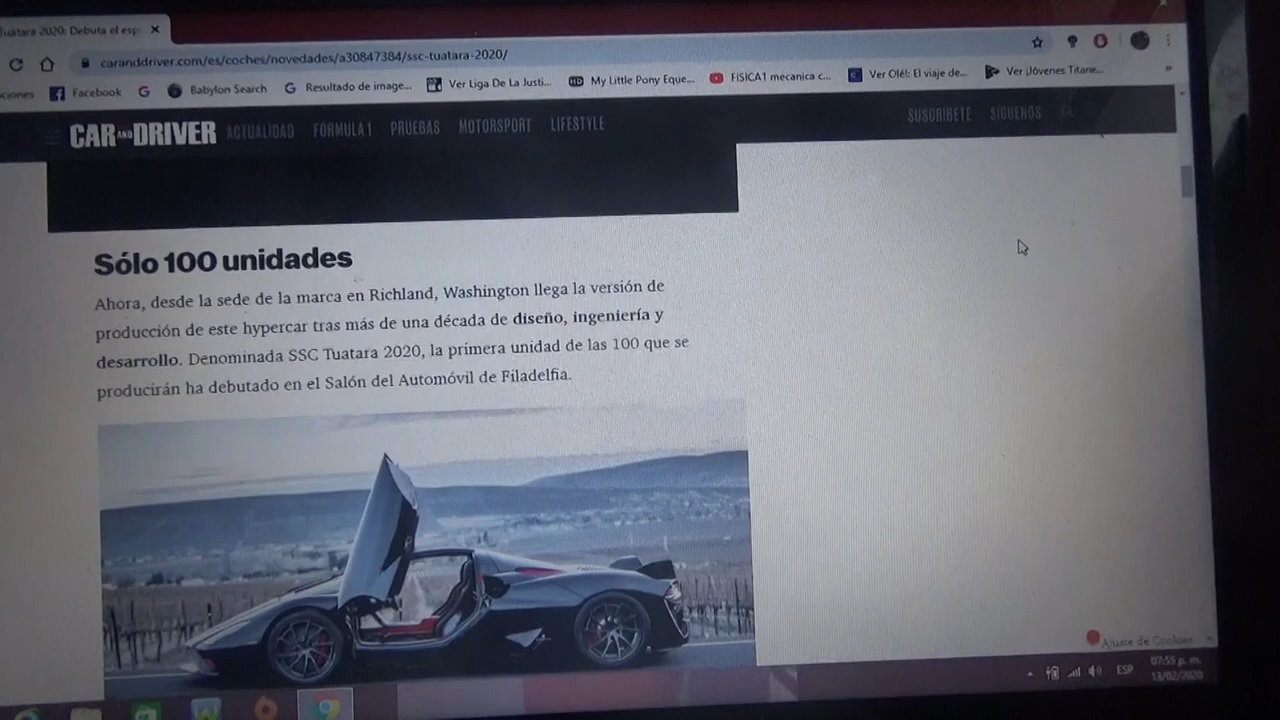 Tuatara 2020: Debuta el esp
caranddriver.com/es/coches/novedades/a30847384/ssc-tuatara-2020/
ciones Facebook Babylon Search Resultado de image... Ver Liga De La Justi... My Little Pony Eque... FISICA1 mecanica c... Ver Olé!: El viaje de... Ver ¡Jóvenes Titane...
CAR AND DRIVER ACTUALIDAD FÓRMULA 1 PRUEBAS MOTORSPORT LIFESTYLE SUSCRÍBETE SÍGUENOS
Sólo 100 unidades
Ahora, desde la sede de la marca en Richland, Washington llega la versión de
producción de este hypercar tras más de una década de diseño, ingeniería y
desarrollo. Denominada SSC Tuatara 2020, la primera unidad de las 100 que se
producirán ha debutado en el Salón del Automóvil de Filadelfia.
Ajuste de Cookies
ESP
07:55 p. m.
13/02/2020